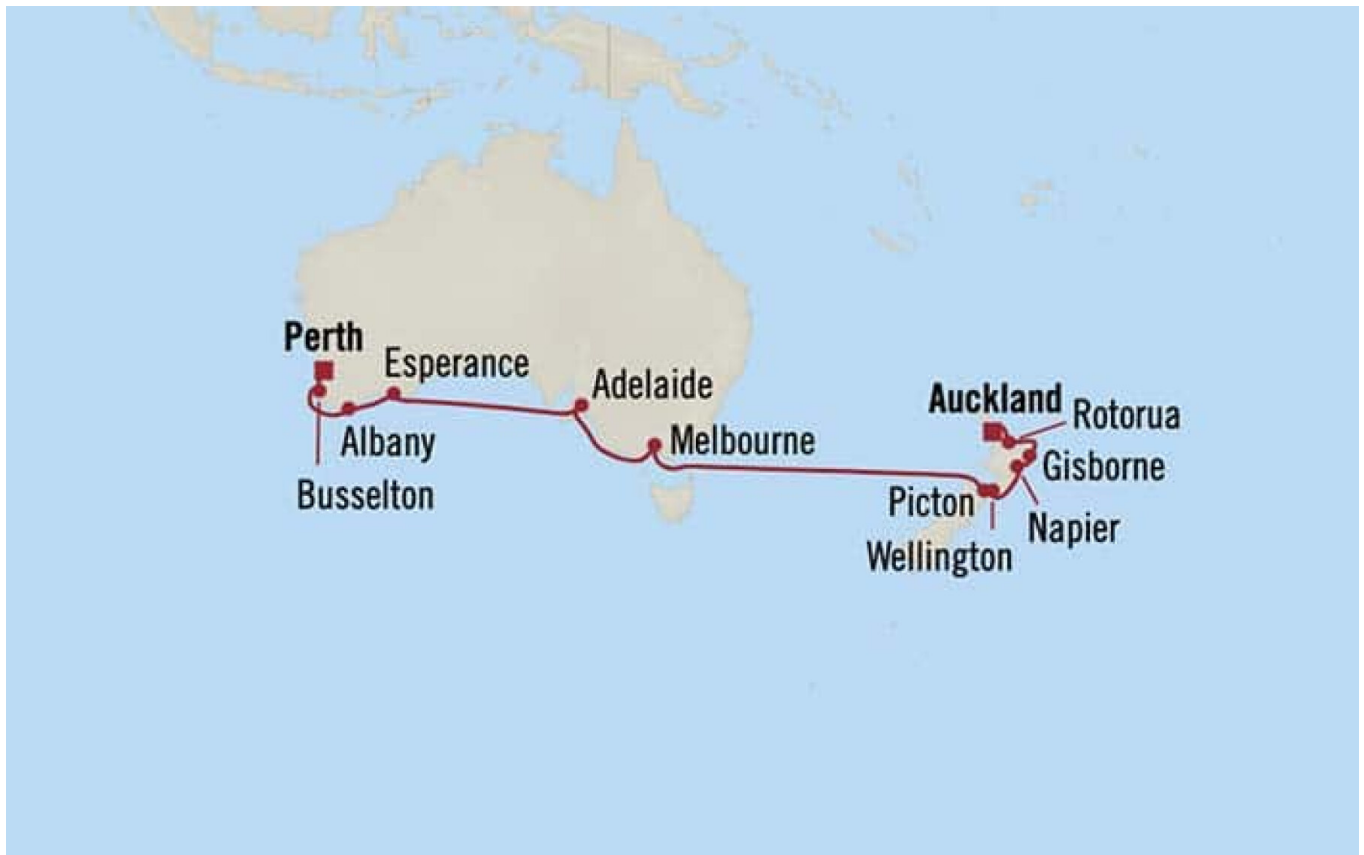 Perth
Esperance
Adelaide
Albany
Melbourne
Busselton
Auckland
Rotorua
Gisborne
Picton
Napier
Wellington